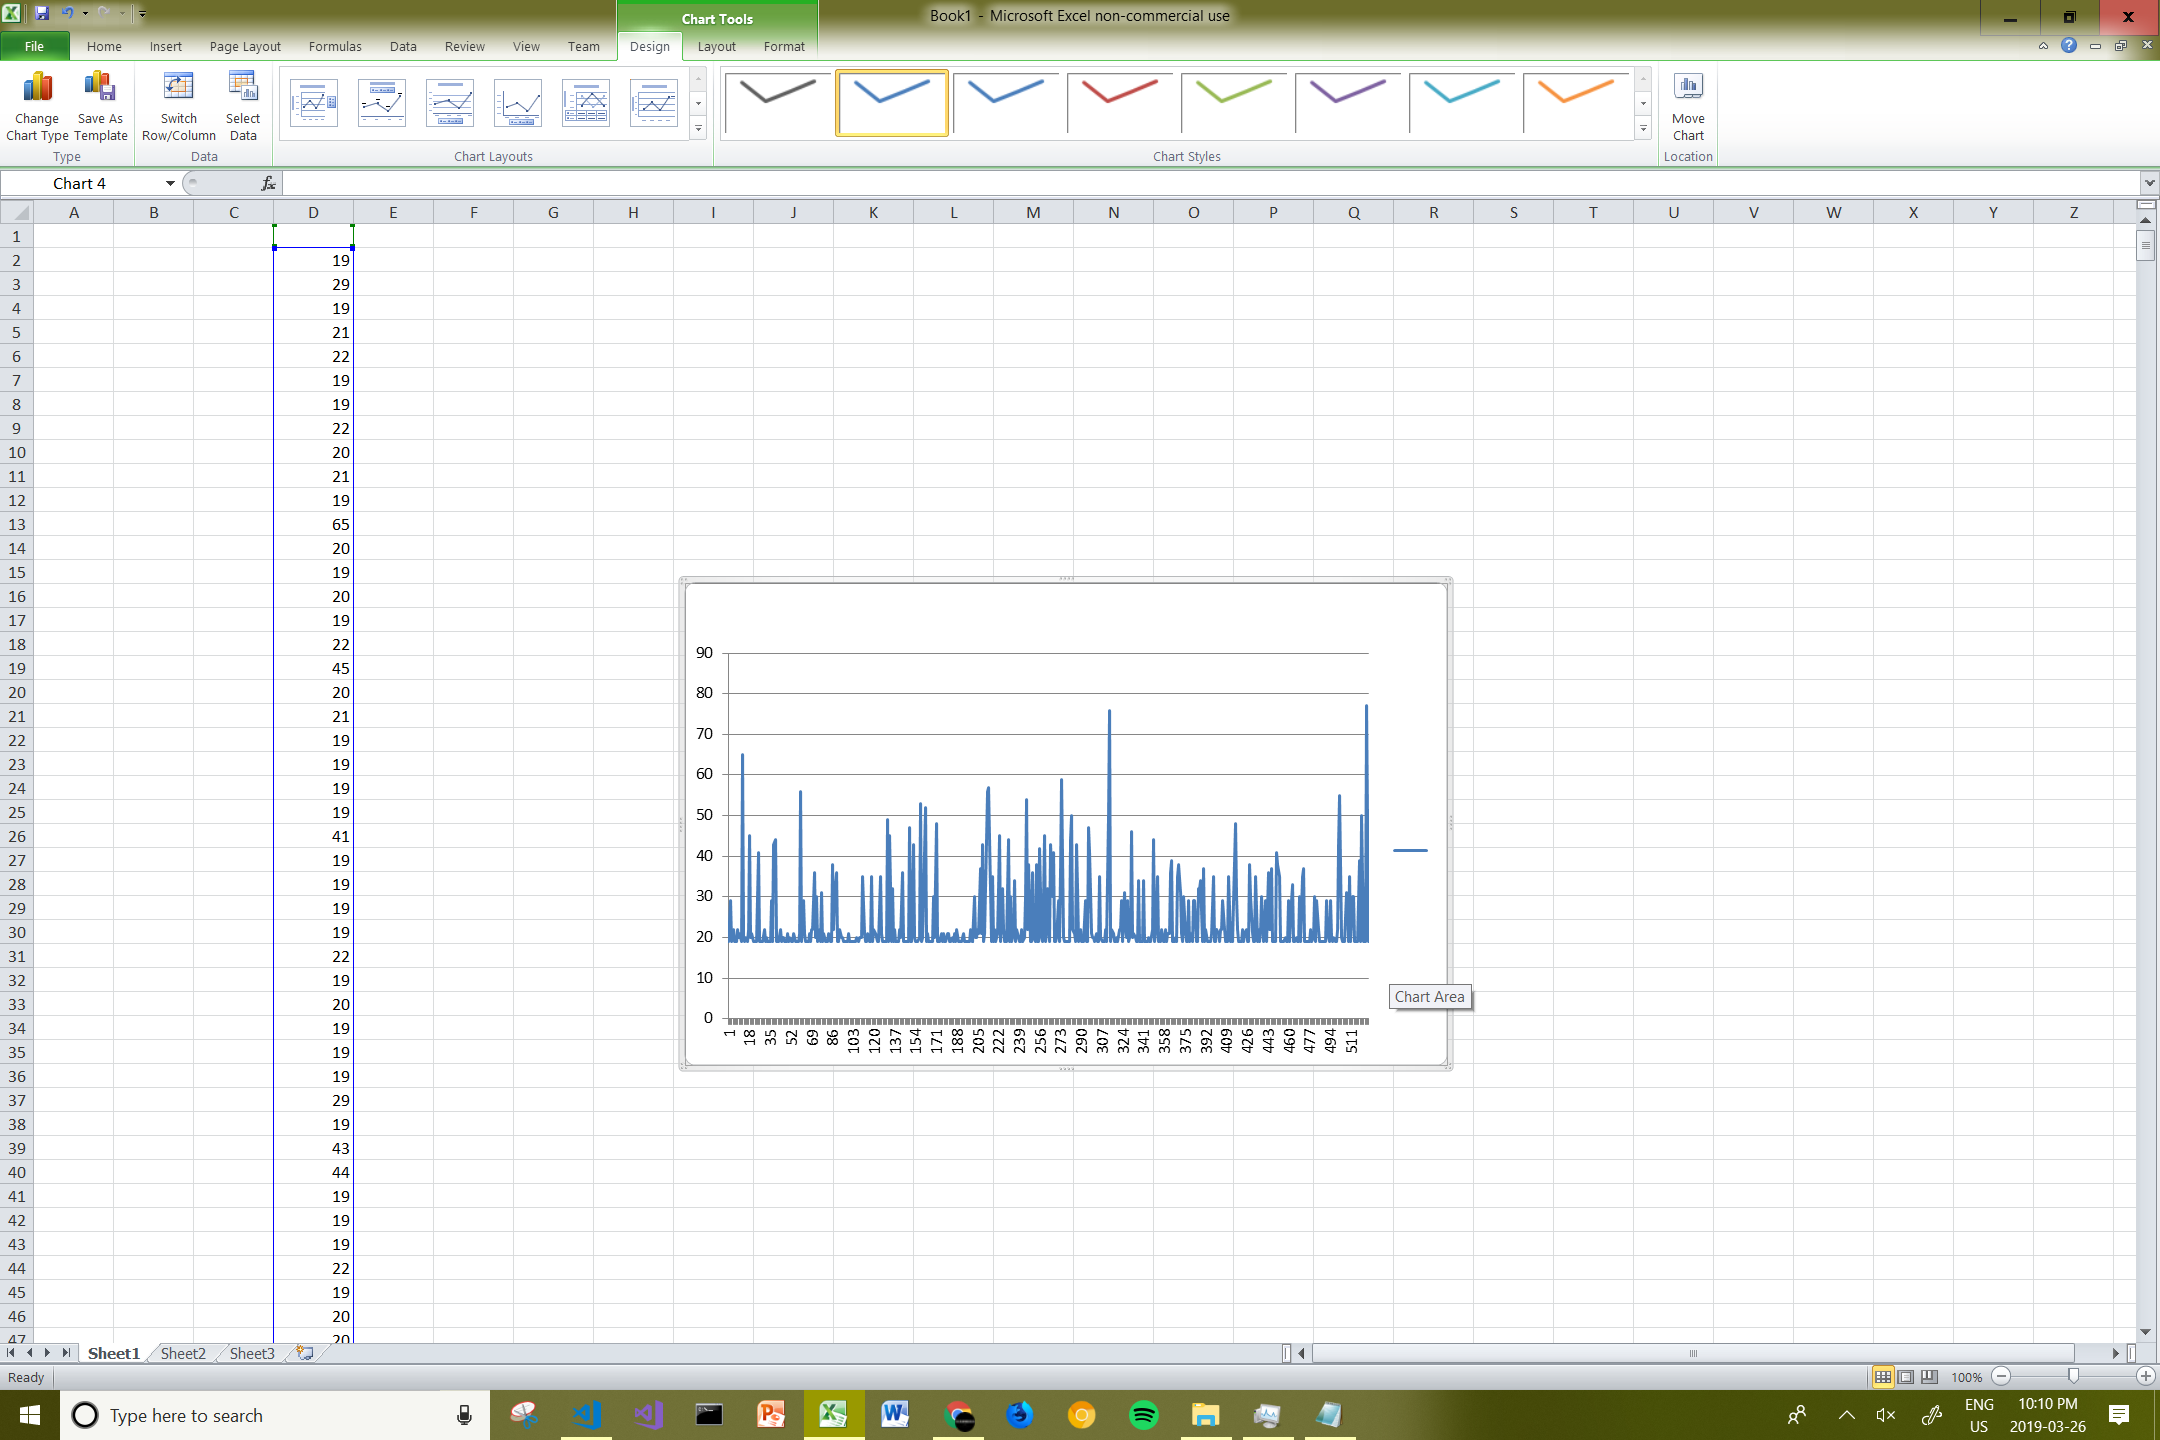 Chart Tools
Book1 - Microsoft Excel non-commercial use
File Home Insert Page Layout Formulas Data Review View Team Design Layout Format
Change Chart Type
Save As Template
Switch Row/Column
Select Data
Move Chart
Type
Data
Chart Layouts
Chart Styles
Location
Chart 4
fx
A B C D E F G H I J K L M N O P Q R S T U V W X Y Z
1
2 19
3 29
4 19
5 21
6 22
7 19
8 19
9 22
10 20
11 21
12 19
13 65
14 20
15 19
16 20
17 19
18 22
19 45
20 20
21 21
22 19
23 19
24 19
25 19
26 41
27 19
28 19
29 19
30 19
31 22
32 19
33 20
34 19
35 19
36 19
37 29
38 19
39 43
40 44
41 19
42 19
43 19
44 22
45 19
46 20
47 20
90
80
70
60
50
40
30
20
10
0
1 18 35 52 69 86 103 120 137 154 171 188 205 222 239 256 273 290 307 324 341 358 375 392 409 426 443 460 477 494 511
Chart Area
Sheet1 Sheet2 Sheet3
Ready
100%
Type here to search
ENG
US
10:10 PM
2019-03-26